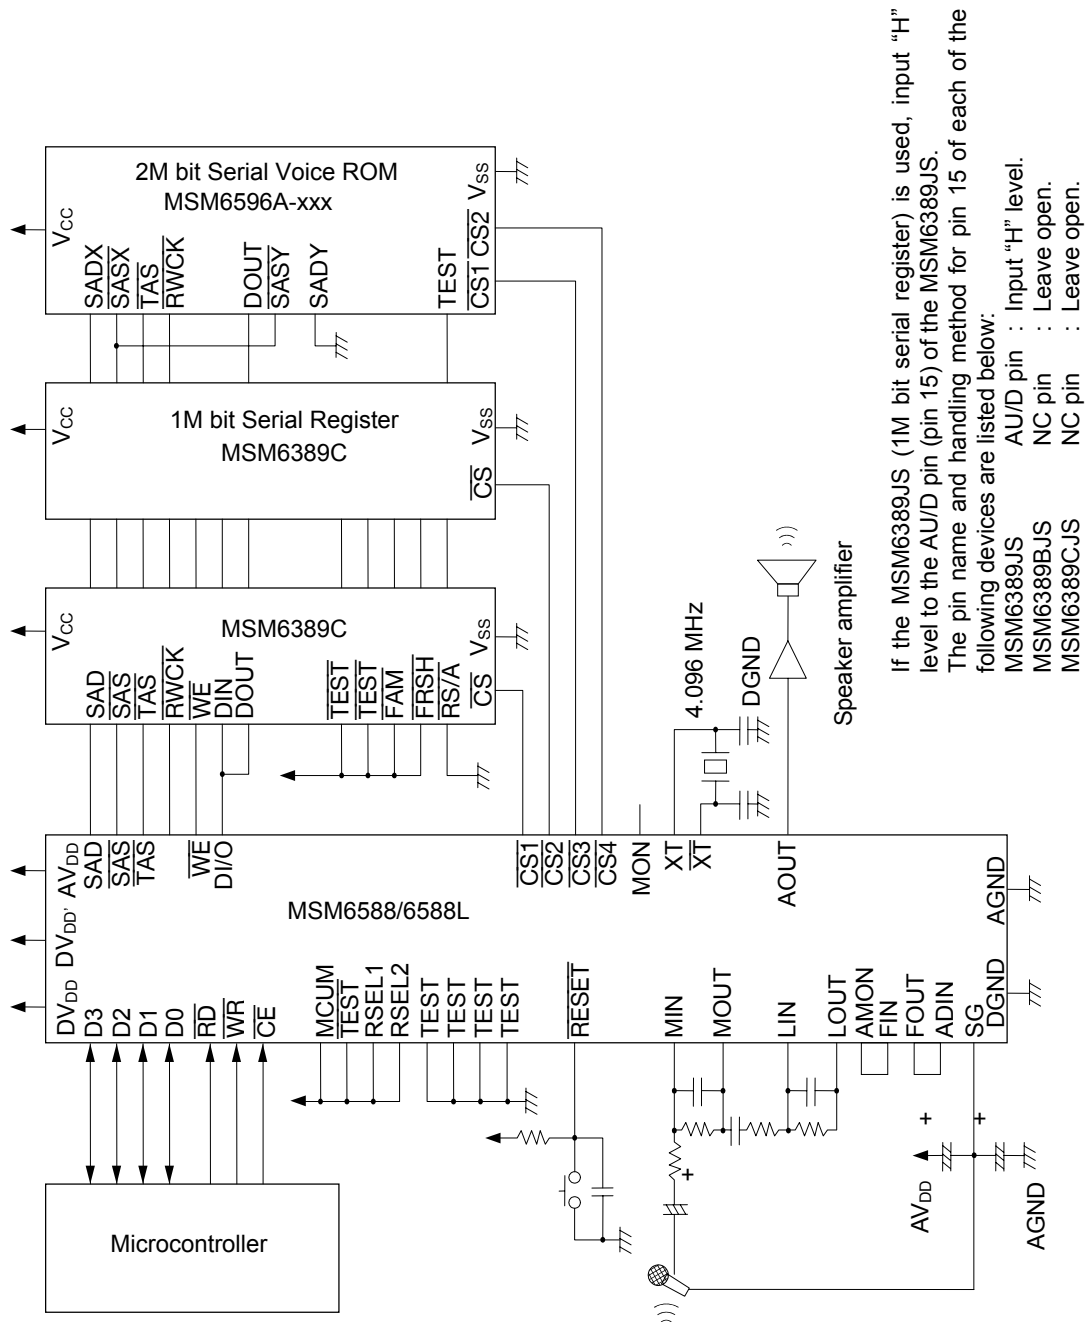 2M bit Serial Voice ROM
MSM6596A-xxx
VCC
SADX
SASX
TAS
RWCK
DOUT
SASY
SADY
TEST
CS1
CS2
VSS
1M bit Serial Register
MSM6389C
VCC
CS
VSS
MSM6389C
VCC
SAD
SAS
TAS
RWCK
WE
DIN
DOUT
TEST
TEST
FAM
FRSH
RS/A
CS
VSS
MSM6588/6588L
DVDD
DVDD'
AVDD
SAD
SAS
TAS
WE
DI/O
CS1
CS2
CS3
CS4
MON
XT
XT
AOUT
AGND
DGND
D3
D2
D1
D0
RD
WR
CE
MCUM
TEST
RSEL1
RSEL2
TEST
TEST
TEST
TEST
RESET
MIN
MOUT
LIN
LOUT
AMON
FIN
FOUT
ADIN
SG
4.096 MHz
DGND
Speaker amplifier
Microcontroller
+
AVDD
+
+
AGND
If the MSM6389JS (1M bit serial register) is used, input “H”
level to the AU/D pin (pin 15) of the MSM6389JS.
The pin name and handling method for pin 15 of each of the
following devices are listed below:
MSM6389JS AU/D pin : Input “H” level.
MSM6389BJS NC pin : Leave open.
MSM6389CJS NC pin : Leave open.